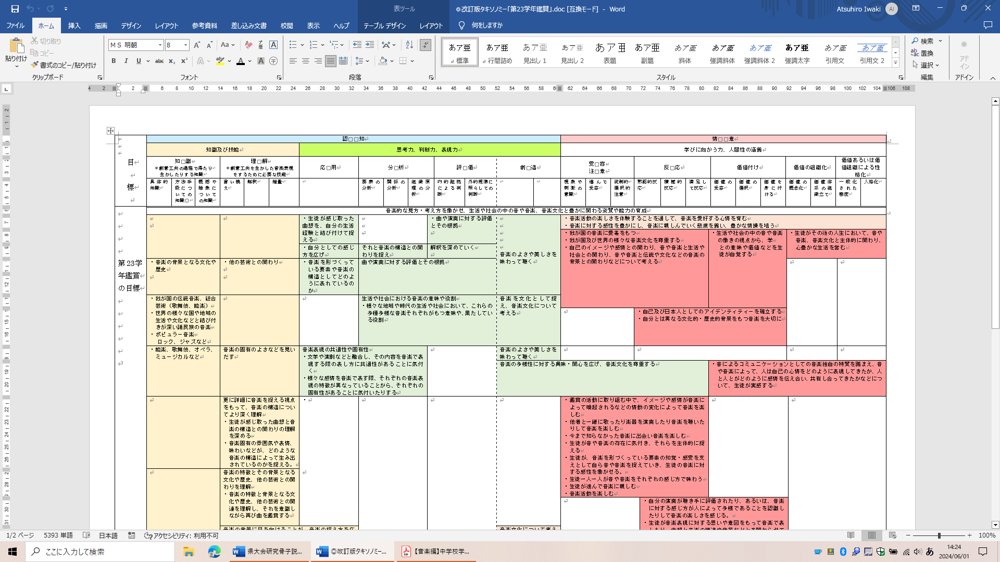 表ツール
◎改訂版タキソノミー「第23学年鑑賞」.doc [互換モード] - Word
Atsuhiro Iwaki
AI
ファイル ホーム 挿入 描画 デザイン レイアウト 参考資料 差し込み文書 校閲 表示 ヘルプ テーブル デザイン レイアウト 何をしますか
貼り付け
切り取り
コピー
書式のコピー/貼り付け
クリップボード
ＭＳ 明朝 8
フォント
段落
あア亜 標準
あア亜 行間詰め
あア亜 見出し 1
あア亜 見出し 2
あア亜 表題
あア亜 副題
あア亜 斜体
あア亜 強調斜体
あア亜 強調斜体 2
あア亜 強調太字
あア亜 引用文
あア亜 引用文 2
スタイル
検索
置換
選択
編集
アドイン
アドイン
目
標
認□□知
情□□意
知識及び技能
思考力、判断力、表現力
学びに向かう力、人間性の涵義
知□識
＊創意工夫の過程で得たり
生かしたりする知識
理□解
＊創意工夫を生かした音楽表現
をするために必要な技能
応□用
分□析
評□価
創□造
受□容
注□意
反□応
価値付け
価値の組織化
価値あるいは価
値組織による性
格化
具体的
知識
方法手
段につ
いての
知識□
概括や
抽象に
ついて
の知識
言い換
え
解釈
推量
要素の
分析
関係の
分析
組織原
理の分
析
内的証拠
による判
断
外的規準に
照らしての
判断
現象や
刺激の
意識
進んで
受容
統制的
選択的
注意
黙認的反
応
積極的
反応
満足し
て反応
価値の
受容
価値の
選択
価値を
身に付
ける
価値の
概念化
価値体
系の組
織立て
一般化
された
態度
人格化
音楽的な見方・考え方を働かせ、生活や社会の中の音や音楽、音楽文化と豊かに関わる資質や能力の育成
第 23 学
年鑑賞
の目標
・生徒が感じ取った
曲想を、自分の生活
経験と結び付けて捉
える
・曲や演奏に対する評価
とその根拠
・音楽活動の楽しさを体験することを通して、音楽を愛好する心情を育む
・音楽に対する感性を豊かにし、音楽に親しんでいく態度を養い、豊かな情操を培う
・我が国の音楽に愛着をもつ
・我が国及び世界の様々な音楽文化を尊重する
・自己のイメージや感情との関わり、音や音楽と生活や
社会との関わり、音や音楽と伝統や文化などの音楽の
背景との関わりなどについて考える
・生活や社会の中の音や音楽
の働きの視点から、学
との意味や価値などを生
徒が自覚する
・生徒がその後の人生において、音や
音楽、音楽文化と主体的に関わり、
心豊かな生活を営む
・自分としての感じ
方を広げ
それと音楽の構造との関
わりを捉え
解釈を深めていく
音楽のよさや美しさを
味わって聴く
・音楽の背景となる文化や
歴史
・他の芸術との関わり
・音楽を形づくって
いる要素や音楽の
構造としてどのよ
うに表れているの
か
曲や演奏に対する評価とその根拠
・我が国の伝統音楽、総合
芸術（歌舞伎、能楽）
・世界の様々な国や地域の
生活や文化などと結び付
きが深い諸民族の音楽
・ポピュラー音楽
ロック、ジャズなど
生活や社会における音楽の意味や役割
・様々な地域や時代の生活や社会において、これらの
多種多様な音楽それぞれがもつ意味や、果たしてい
る役割
音楽を文化として捉
え、音楽文化について
考える
・自己及び日本人としてのアイデンティティーを確立する
・自分とは異なる文化的・歴史的背景をもつ音楽を大切に
・能楽、歌舞伎、オペラ、
ミュージカルなど
音楽の固有のよさなどを見い
だす
音楽表現の共通性や固有性
・文学や演劇などと融合し、その内容を音楽で表
現する際の表し方に共通性があることに気付
く
・様々な感情を音楽で表す際、それぞれの音楽表
現の特徴が異なっていることから、それぞれの
固有性があることに気付いたりする
音楽のよさや美しさを
味わって聴く
音楽の多様性に対する興味・関心を広げ、音楽文化を尊重する
・音によるコミュニケーションとしての音楽独自の特質を踏まえ、音
や音楽によって、人は自己の心情をどのように表現してきたか、人
と人とがどのように感情を伝え合い、共有し合ってきたかなどにつ
いて、生徒が実感する
更に詳細に音楽を捉える視点
をもって、音楽の構造につい
てより深く理解
・生徒が感じ取った曲想と音
楽の構造との関わりの理解
を深める
・音楽固有の雰囲気や表情、
味わいなどが、どのような
音楽の構造によって生み出
されているのかを捉える。
・鑑賞の活動に取り組む中で、イメージや感情が音楽に
よって喚起されるなどの情動の変化によって音楽を楽
しむ
・他者と一緒に歌ったり楽器を演奏したり音楽を聴いた
りして音楽を楽しむ
・今まで知らなかった音楽に出会い音楽を楽しむ
・生徒が音や音楽の存在に気付き、それらを主体的に捉
える
・生徒が、音楽を形づくっている要素の知覚・感受を支
えとして自ら音や音楽を捉えていき、生徒の音楽に対
する感性を働かせる。
・生徒一人一人が音や音楽をそれぞれの感じ方で味わう
・生徒が進んで音楽に親しむ
・音楽活動を楽しむ
音楽の特徴とその背景となる
文化や歴史、他の芸術との関
わりを理解
・音楽の特徴と背景となる文
化や歴史、他の芸術との関
連を理解し、それを意識し
ながら再び曲を鑑賞する
・自分の演奏が聴き手に評価されたり、あるいは、音楽
に対する感じ方が人によって多様であることを認識し
たりして音楽の楽しさを感じる。
・生徒が音楽表現に対する思いや意図をもって音楽で表
1/2 ページ 5393 単語 日本語 アクセシビリティ: 利用不可
100%
ここに入力して検索
県大会研究骨子説...
◎改訂版タキソノミー...
【音楽編】中学校学...
あ
14:24
2024/06/01